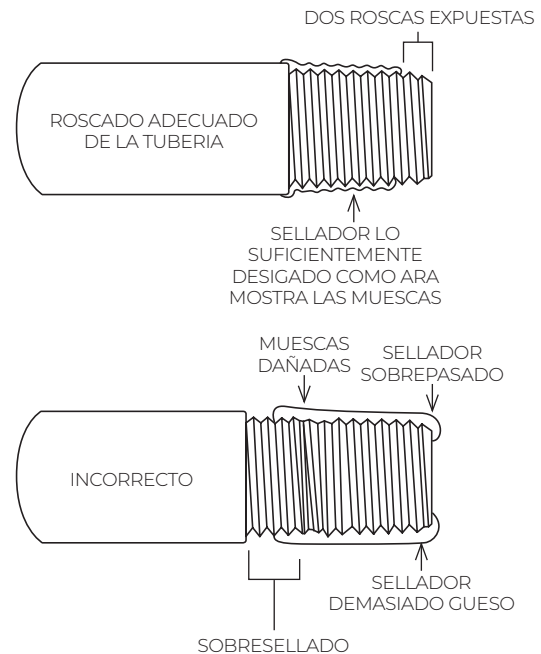 DOS ROSCAS EXPUESTAS
ROSCADO ADECUADO
DE LA TUBERIA
SELLADOR LO
SUFICIENTEMENTE
DESIGADO COMO ARA
MOSTRA LAS MUESCAS
MUESCAS
DAÑADAS
SELLADOR
SOBREPASADO
INCORRECTO
SELLADOR
DEMASIADO GUESO
SOBRESELLADO